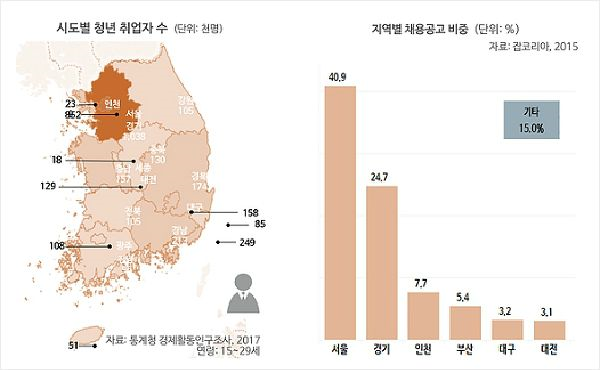 시도별 청년 취업자 수 (단위: 천명)
인천
23
서울
852
경기
강원
105
18
충북
130
세종
129
대전
경북
174
전북
105
대구
158
85
경남
249
108
광주
51
자료: 통계청 경제활동인구조사, 2017
연령: 15~29세
지역별 채용공고 비중 (단위: %)
자료: 잡코리아, 2015
기타
15.0%
40,9
24,7
7,7
5,4
3,2
3,1
서울 경기 인천 부산 대구 대전